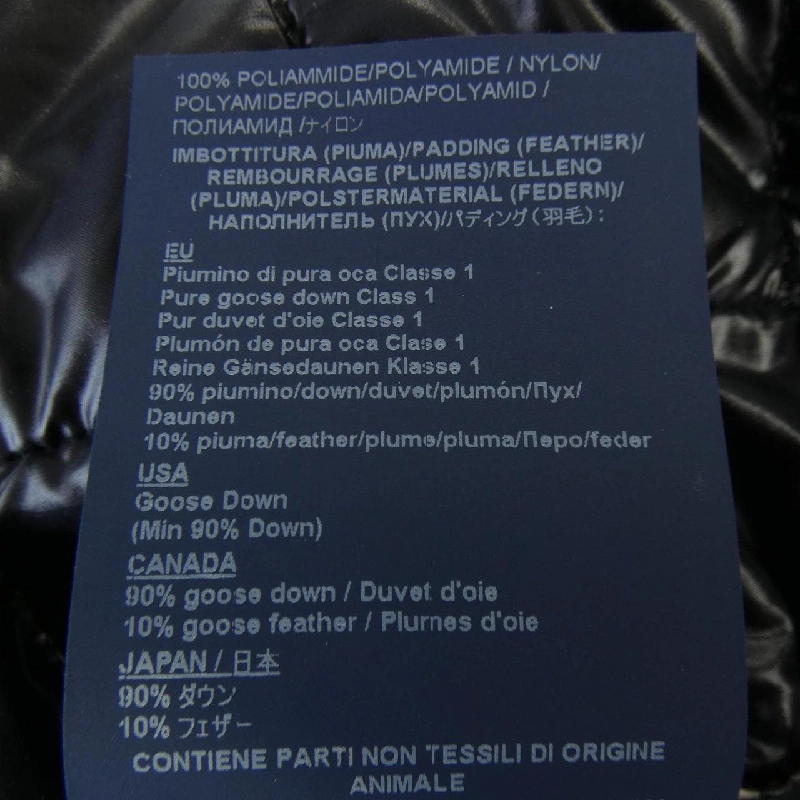 100% POLIAMMIDE/POLYAMIDE / NYLON/
POLYAMIDE/POLIAMIDA/POLYAMID /
ПОЛИАМИД /ナイロン
IMBOTTITURA (PIUMA)/PADDING (FEATHER)/
REMBOURRAGE (PLUMES)/RELLENO
(PLUMA)/POLSTERMATERIAL (FEDERN)/
НАПОЛНИТЕЛЬ (ПУХ)//パディング(羽毛):
EU
Piumino di pura oca Classe 1
Pure goose down Class 1
Pur duvet d'oie Classe 1
Plumón de pura oca Clase 1
Reine Gänsedaunen Klasse 1
90% piumino/down/duvet/plumón/Пух/
Daunen
10% piuma/feather/plume/pluma/Перо/feder
USA
Goose Down
(Min 90% Down)
CANADA
90% goose down / Duvet d'oie
10% goose feather / Plurnes d'oie
JAPAN / 日本
90% ダウン
10% フェザー
CONTIENE PARTI NON TESSILI DI ORIGINE
ANIMALE